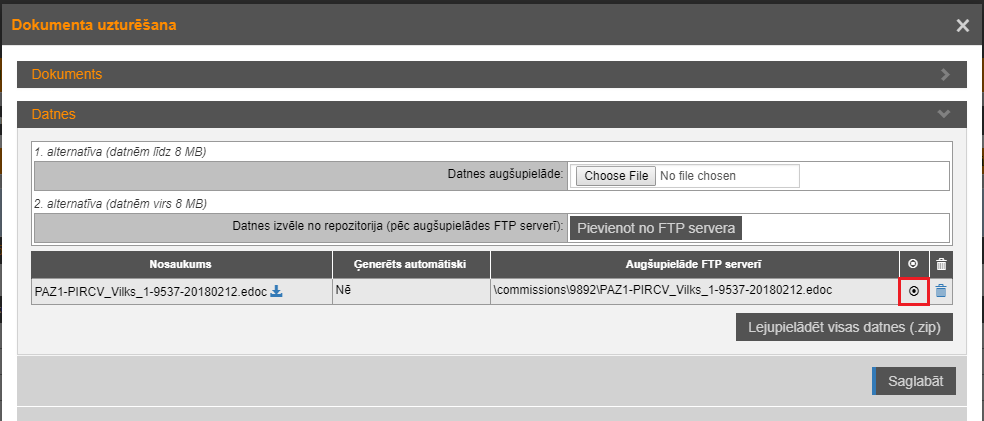 Dokumenta uzturēšana
Dokuments
Datnes
1. alternatīva (datnēm līdz 8 MB)
Datnes augšupielāde: Choose File No file chosen
2. alternatīva (datnēm virs 8 MB)
Datnes izvēle no repozitorija (pēc augšupielādes FTP serverī): Pievienot no FTP servera
Nosaukums Ģenerēts automātiski Augšupielāde FTP serverī
PAZ1-PIRCV_Vilks_1-9537-20180212.edoc Nē \commissions\9892\PAZ1-PIRCV_Vilks_1-9537-20180212.edoc
Lejupielādēt visas datnes (.zip)
Saglabāt